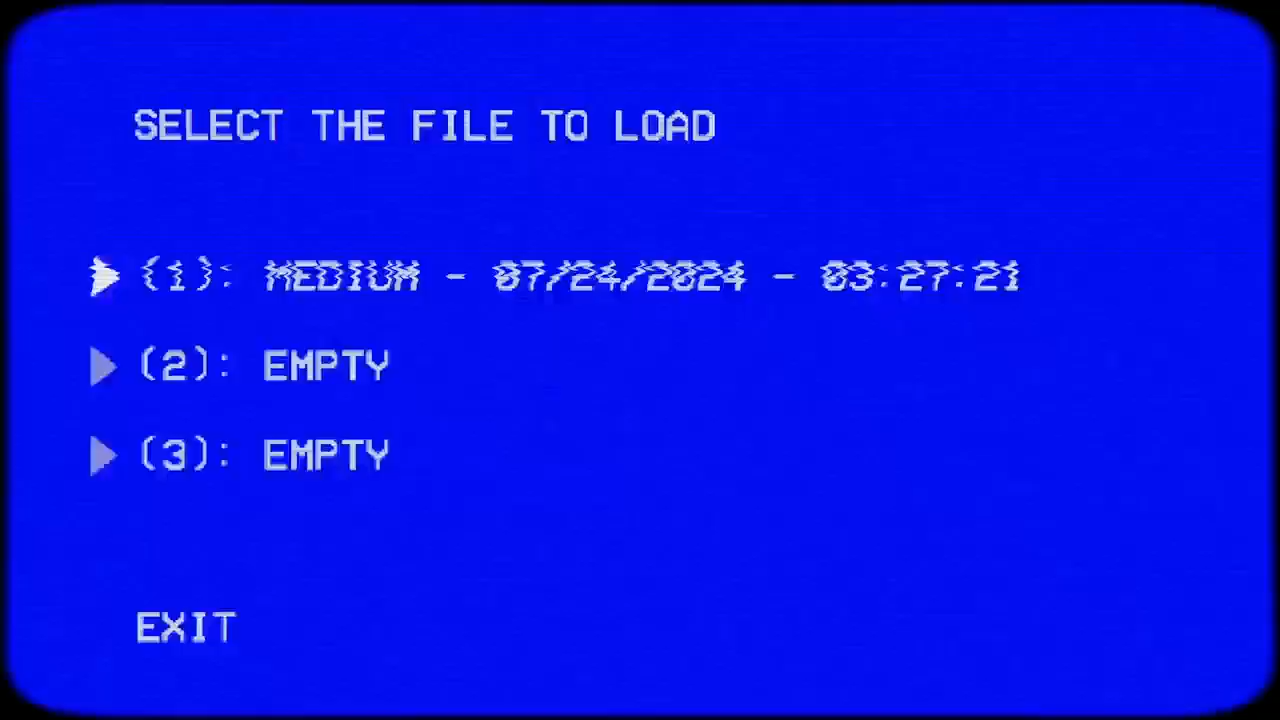 SELECT THE FILE TO LOAD
(1): MEDIUM - 07/24/2024 - 03:27:21
(2): EMPTY
(3): EMPTY
EXIT